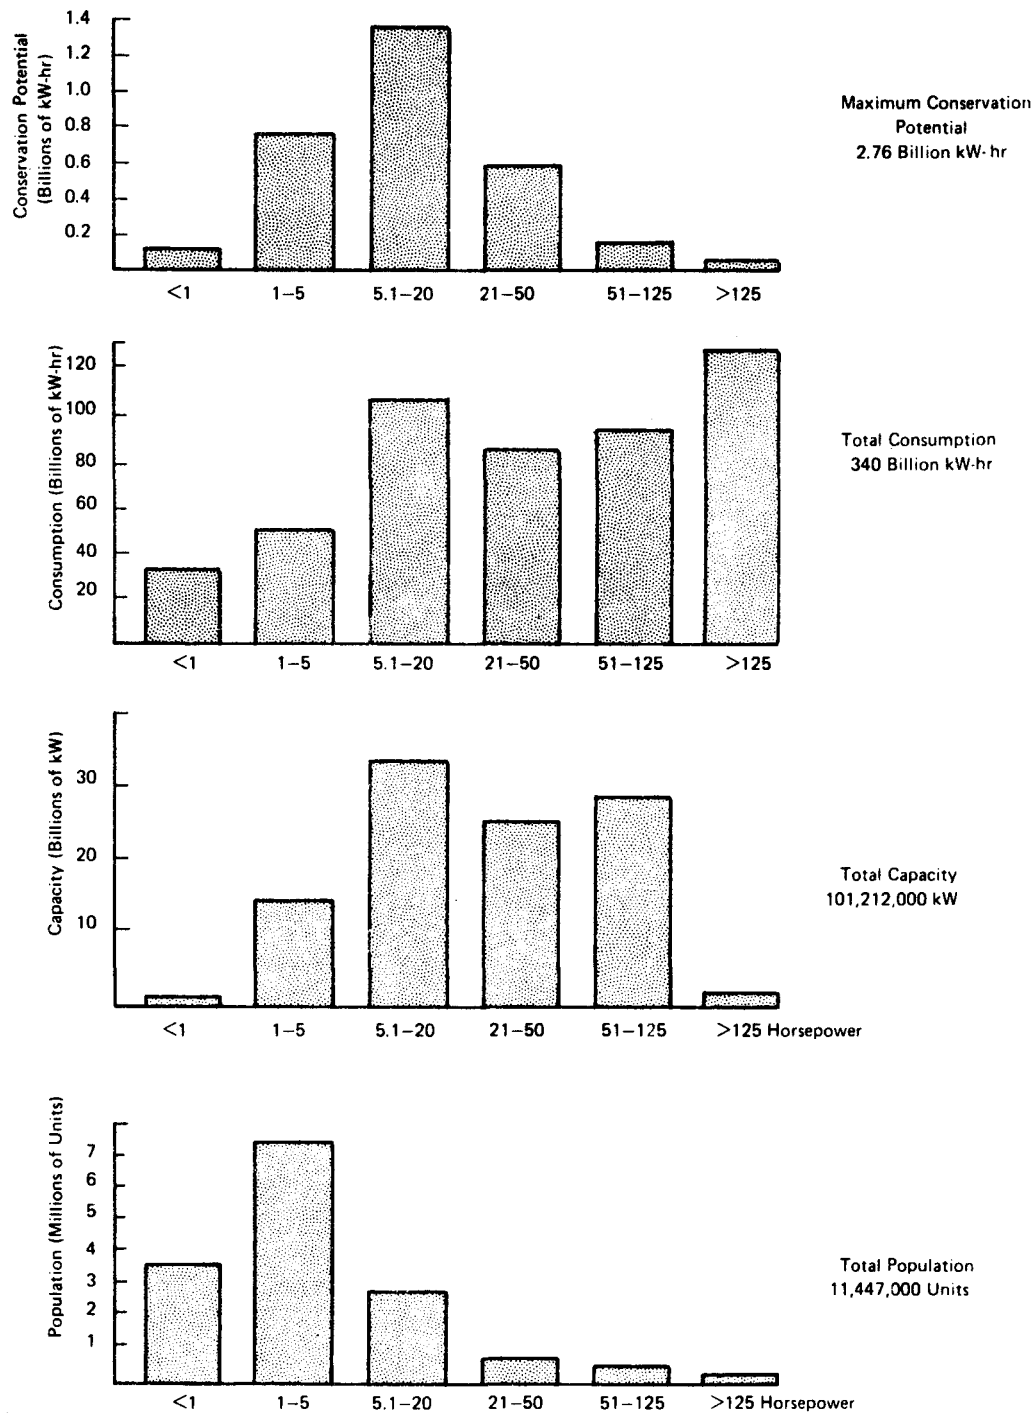 Conservation Potential
(Billions of kW-hr)
1.4
1.2
1.0
0.8
0.6
0.4
0.2
<1 1–5 5.1–20 21–50 51–125 >125
Maximum Conservation
Potential
2.76 Billion kW-hr
Consumption (Billions of kW-hr)
120
100
80
60
40
20
<1 1–5 5.1–20 21–50 51–125 >125
Total Consumption
340 Billion kW-hr
Capacity (Billions of kW)
30
20
10
<1 1–5 5.1–20 21–50 51–125 >125 Horsepower
Total Capacity
101,212,000 kW
Population (Millions of Units)
7
6
5
4
3
2
1
<1 1–5 5.1–20 21–50 51–125 >125 Horsepower
Total Population
11,447,000 Units